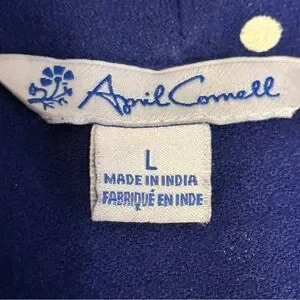 April Cornell
L
MADE IN INDIA
FABRIQUÉ EN INDE